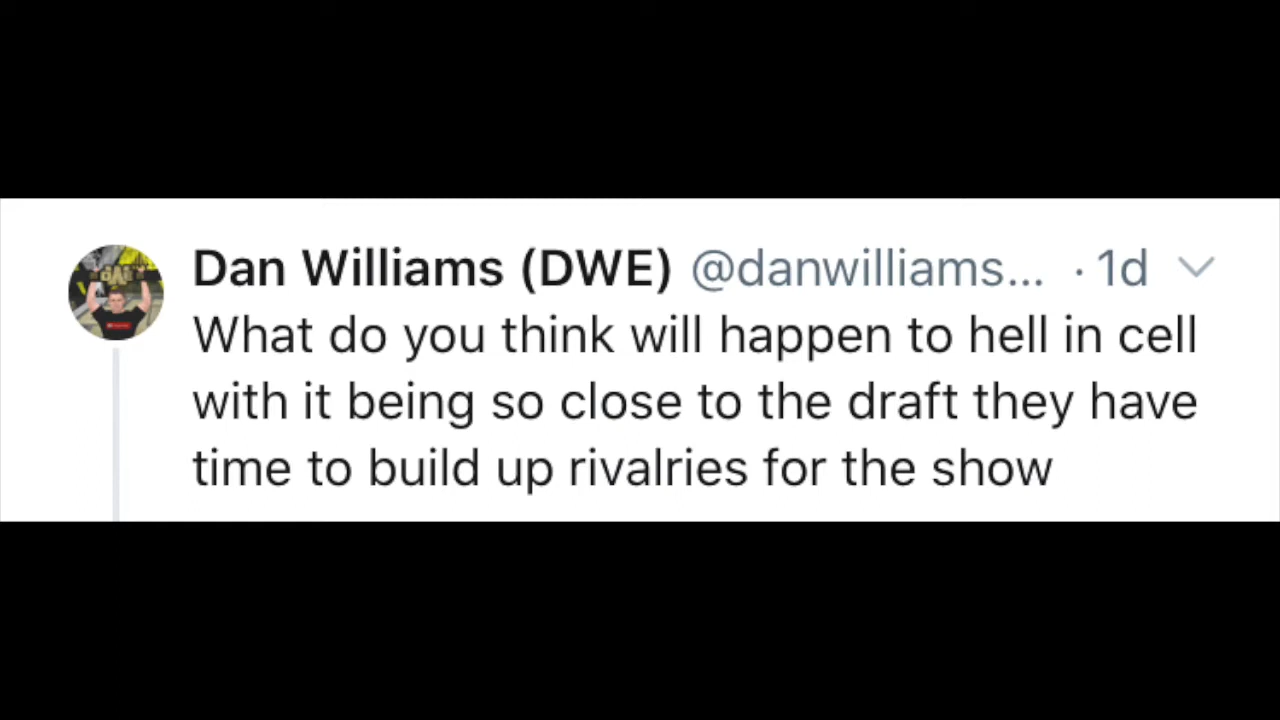 Dan Williams (DWE) @danwilliams... · 1d
What do you think will happen to hell in cell
with it being so close to the draft they have
time to build up rivalries for the show